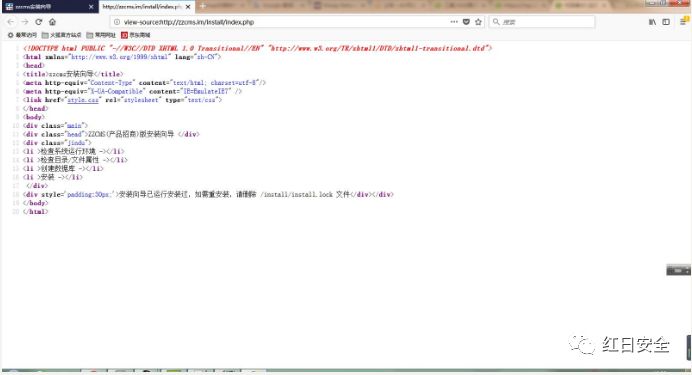 zzcms安装向导
http://zzcms.im/Install/index.ph
view-source:http://zzcms.im/Install/index.php
搜索
最常访问 火狐官方站点 常用网址 京东商城
1 <!DOCTYPE html PUBLIC "-//W3C//DTD XHTML 1.0 Transitional//EN" "http://www.w3.org/TR/xhtml1/DTD/xhtml1-transitional.dtd">
2 <html xmlns="http://www.w3.org/1999/xhtml" lang="zh-CN">
3 <head>
4 <title>zzcms安装向导</title>
5 <meta http-equiv="Content-Type" content="text/html; charset=utf-8"/>
6 <meta http-equiv="X-UA-Compatible" content="IE=EmulateIE7" />
7 <link href="style.css" rel="stylesheet" type="text/css">
8 </head>
9 <body>
10 <div class="main">
11 <div class="head">ZZCMS(产品招商)版安装向导 </div>
12 <div class="jindu">
13 <li >检查系统运行环境 -></li>
14 <li >检查目录/文件属性 -></li>
15 <li >创建数据库 -></li>
16 <li >安装 -></li>
17 </div>
18 <div style='padding:30px;'>安装向导已运行安装过，如需重安装，请删除 /install/install.lock 文件</div></div>
19 </body>
20 </html>
红日安全